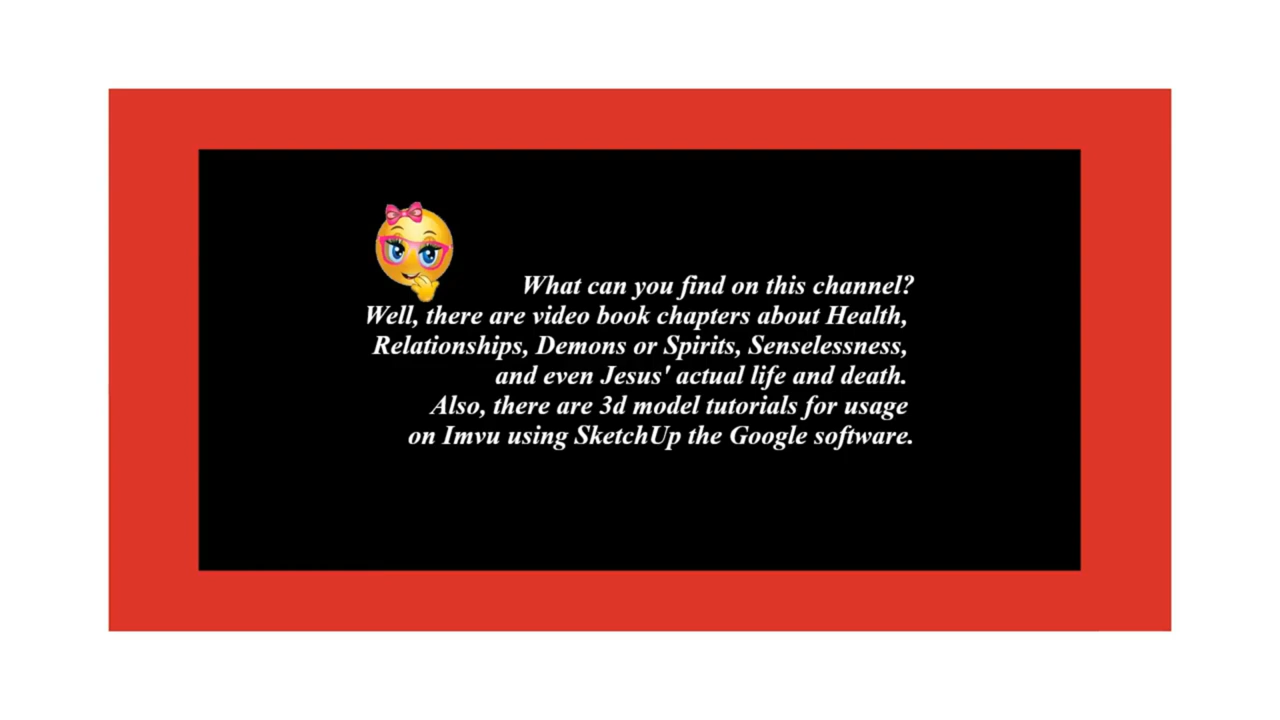 What can you find on this channel?
Well, there are video book chapters about Health,
Relationships, Demons or Spirits, Senselessness,
and even Jesus' actual life and death.
Also, there are 3d model tutorials for usage
on Imvu using SketchUp the Google software.